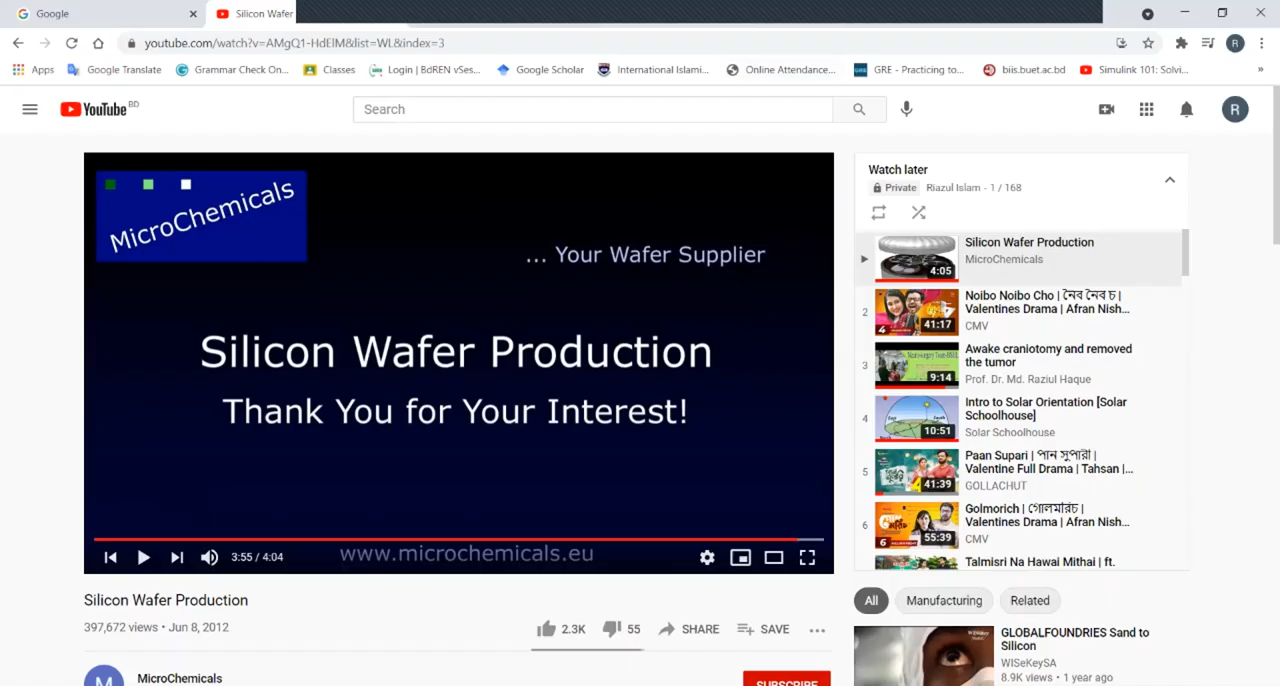 Google
Silicon Wafer
youtube.com/watch?v=AMgQ1-HdElM&list=WL&index=3
Apps Google Translate Grammar Check On... Classes Login | BdREN vSes... Google Scholar International Islami... Online Attendance... GRE - Practicing to... biis.buet.ac.bd Simulink 101: Solvi... »
YouTube BD
Search
R
MicroChemicals
... Your Wafer Supplier
Silicon Wafer Production
Thank You for Your Interest!
www.microchemicals.eu
3:55 / 4:04
Silicon Wafer Production
397,672 views • Jun 8, 2012
2.3K 55 SHARE SAVE
M
MicroChemicals
SUBSCRIBE
Watch later
Private Riazul Islam - 1 / 168
Silicon Wafer Production
MicroChemicals
4:05
2
Noibo Noibo Cho | নৈব নৈব চ |
Valentines Drama | Afran Nish...
CMV
41:17
3
Awake craniotomy and removed
the tumor
Prof. Dr. Md. Raziul Haque
9:14
4
Intro to Solar Orientation [Solar
Schoolhouse]
Solar Schoolhouse
10:51
5
Paan Supari | পান সুপারী |
Valentine Full Drama | Tahsan |...
GOLLACHUT
41:39
6
Golmorich | গোলমরিচ |
Valentines Drama | Afran Nish...
CMV
55:39
Talmisri Na Hawai Mithai | ft.
All Manufacturing Related
GLOBALFOUNDRIES Sand to
Silicon
WISeKeySA
8.9K views • 1 year ago